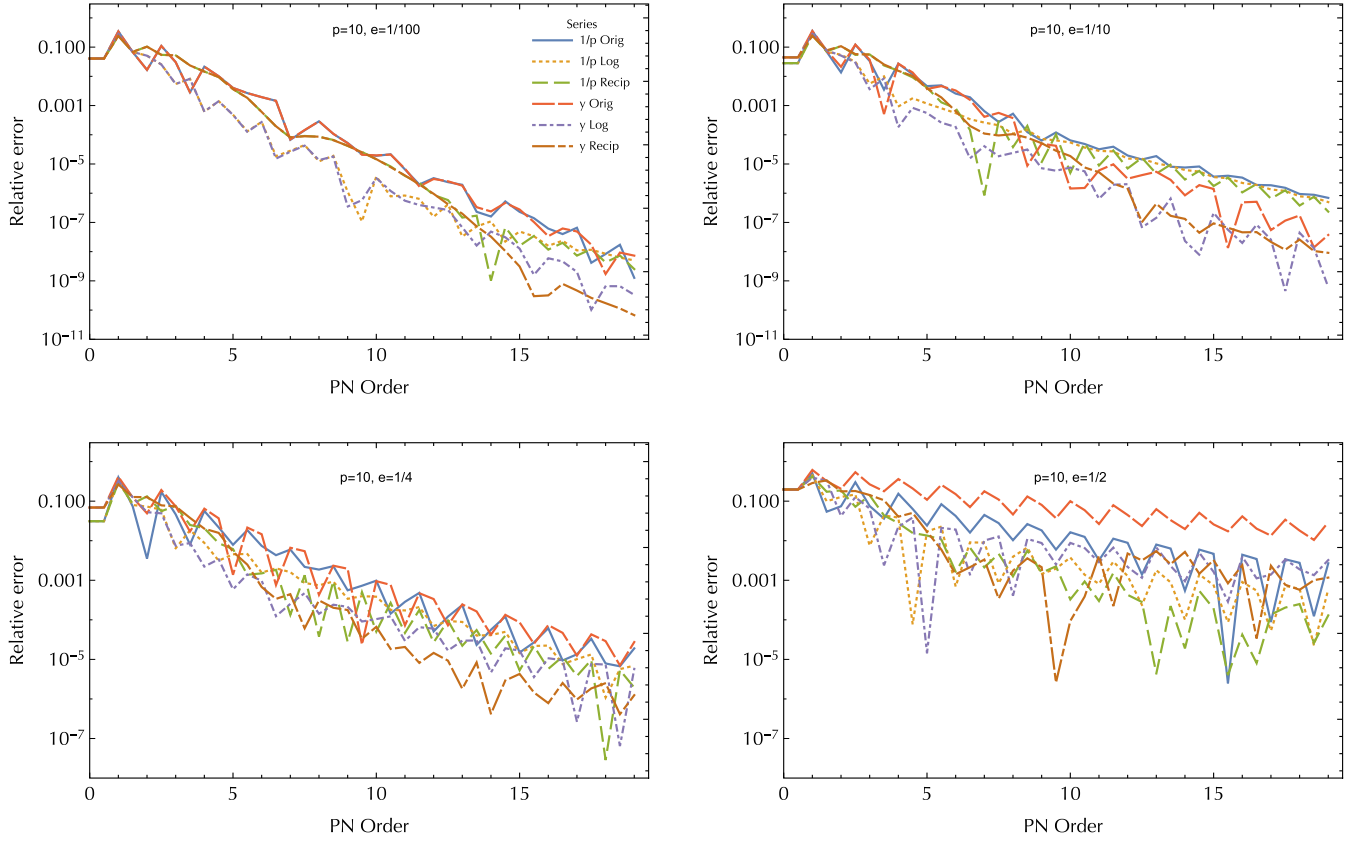 p=10, e=1/100
Series
1/p Orig
1/p Log
1/p Recip
y Orig
y Log
y Recip
Relative error
0.100
0.001
10⁻⁵
10⁻⁷
10⁻⁹
10⁻¹¹
0 5 10 15
PN Order
p=10, e=1/10
Relative error
0.100
0.001
10⁻⁵
10⁻⁷
10⁻⁹
10⁻¹¹
0 5 10 15
PN Order
p=10, e=1/4
Relative error
0.100
0.001
10⁻⁵
10⁻⁷
0 5 10 15
PN Order
p=10, e=1/2
Relative error
0.100
0.001
10⁻⁵
10⁻⁷
0 5 10 15
PN Order